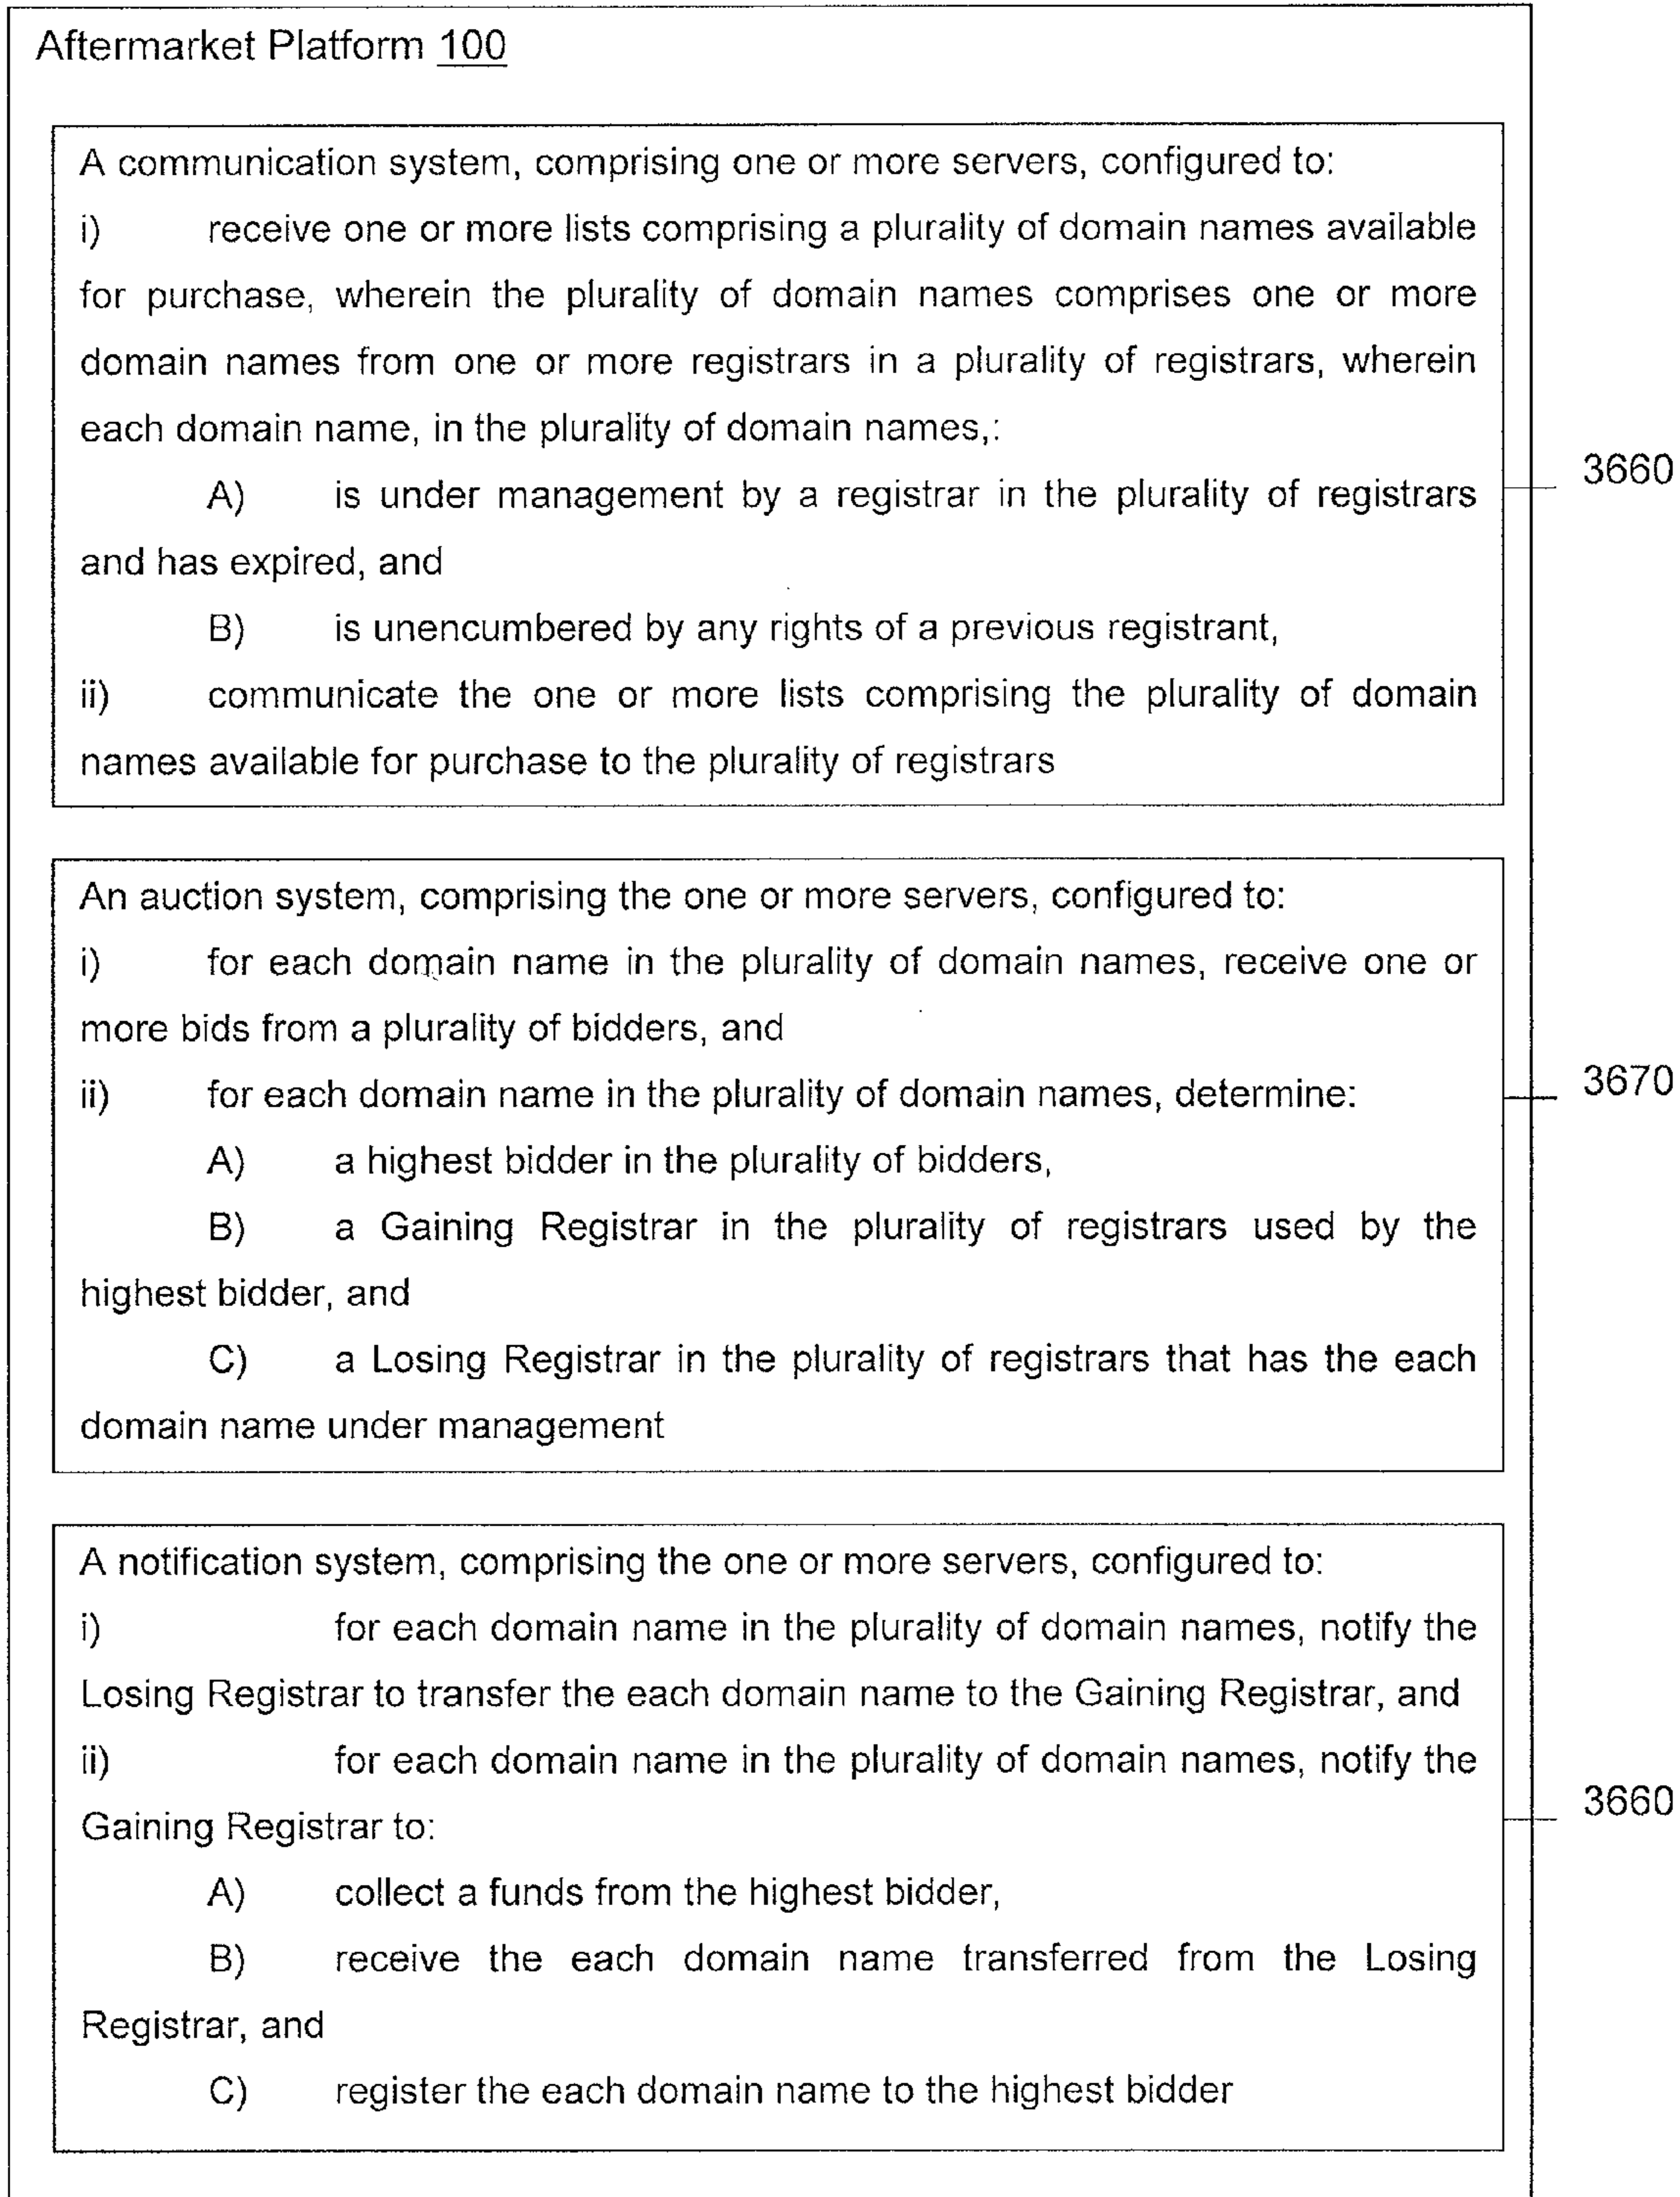 Aftermarket Platform 100
A communication system, comprising one or more servers, configured to:
i) receive one or more lists comprising a plurality of domain names available
for purchase, wherein the plurality of domain names comprises one or more
domain names from one or more registrars in a plurality of registrars, wherein
each domain name, in the plurality of domain names,:
3660
A) is under management by a registrar in the plurality of registrars
and has expired, and
B) is unencumbered by any rights of a previous registrant,
ii) communicate the one or more lists comprising the plurality of domain
names available for purchase to the plurality of registrars
An auction system, comprising the one or more servers, configured to:
i) for each domain name in the plurality of domain names, receive one or
more bids from a plurality of bidders, and
3670
ii) for each domain name in the plurality of domain names, determine:
A) a highest bidder in the plurality of bidders,
B) a Gaining Registrar in the plurality of registrars used by the
highest bidder, and
C) a Losing Registrar in the plurality of registrars that has the each
domain name under management
A notification system, comprising the one or more servers, configured to:
i) for each domain name in the plurality of domain names, notify the
Losing Registrar to transfer the each domain name to the Gaining Registrar, and
ii) for each domain name in the plurality of domain names, notify the
3660
Gaining Registrar to:
A) collect a funds from the highest bidder,
B) receive the each domain name transferred from the Losing
Registrar, and
C) register the each domain name to the highest bidder